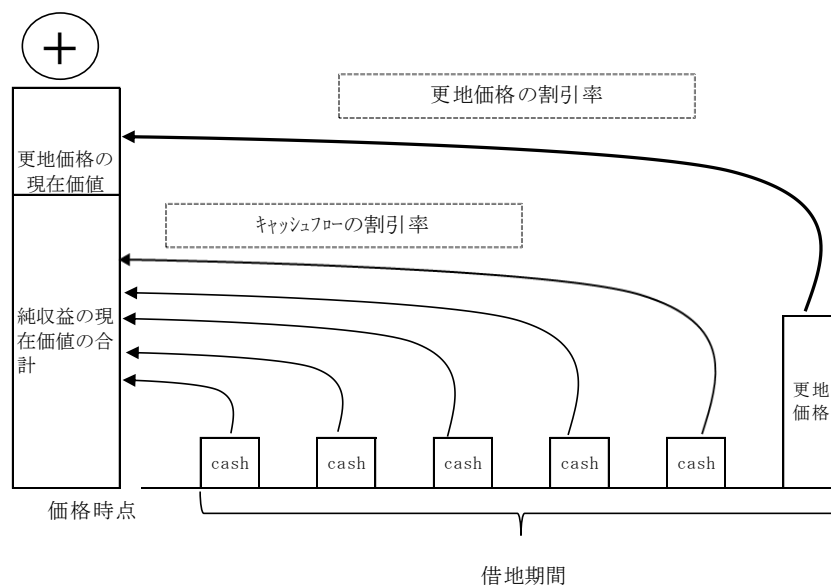 ＋
更地価格の割引率
更地価格の
現在価値
ｷｬｯｼｭﾌﾛｰの割引率
純収益の現
在価値の合
計
更地
価格
cash
cash
cash
cash
cash
価格時点
借地期間